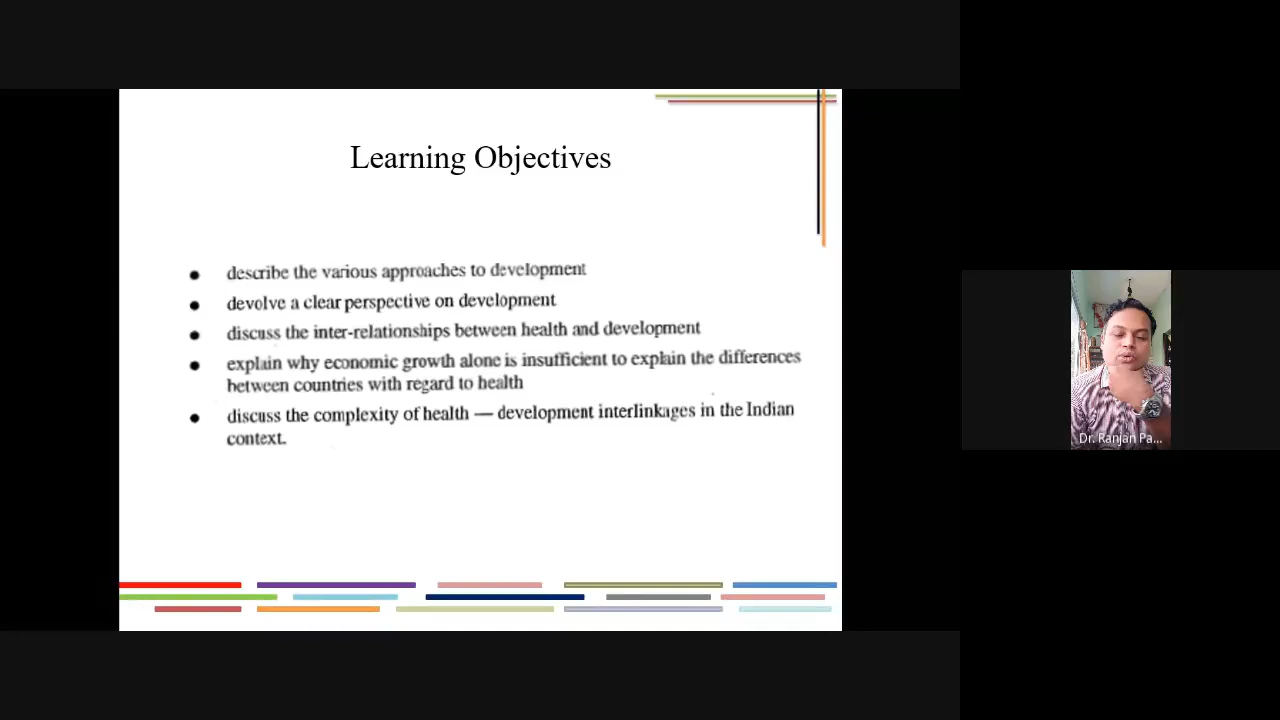 Learning Objectives
● describe the various approaches to development
● devolve a clear perspective on development
● discuss the inter-relationships between health and development
● explain why economic growth alone is insufficient to explain the differences
between countries with regard to health
● discuss the complexity of health — development interlinkages in the Indian
context.
Dr. Ranjan Pa...